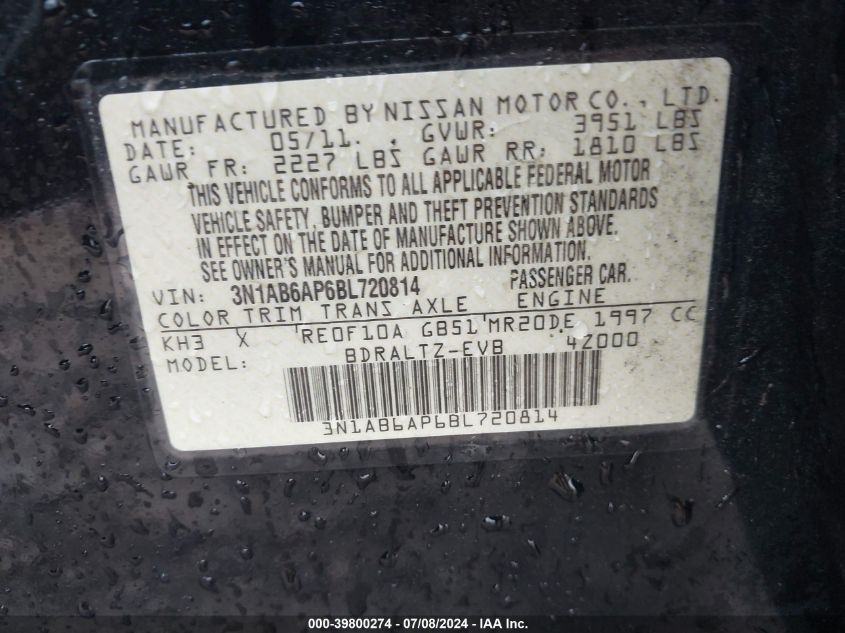 MANUFACTURED BY NISSAN MOTOR CO., LTD.
DATE: 05/11. , GVWR: 3951 LBS
GAWR FR: 2227 LBS GAWR RR: 1810 LBS
THIS VEHICLE CONFORMS TO ALL APPLICABLE FEDERAL MOTOR
VEHICLE SAFETY, BUMPER AND THEFT PREVENTION STANDARDS
IN EFFECT ON THE DATE OF MANUFACTURE SHOWN ABOVE.
SEE OWNER'S MANUAL FOR ADDITIONAL INFORMATION.
VIN: 3N1AB6AP6BL720814 PASSENGER CAR.
COLOR TRIM TRANS AXLE ENGINE
KH3 X RE0F10A GB51 MR20DE 1997 CC
MODEL: BDRALTZ-EVB 4Z000
3N1AB6AP6BL720814
000-39800274 / 07/08/2024 - IAA Inc.